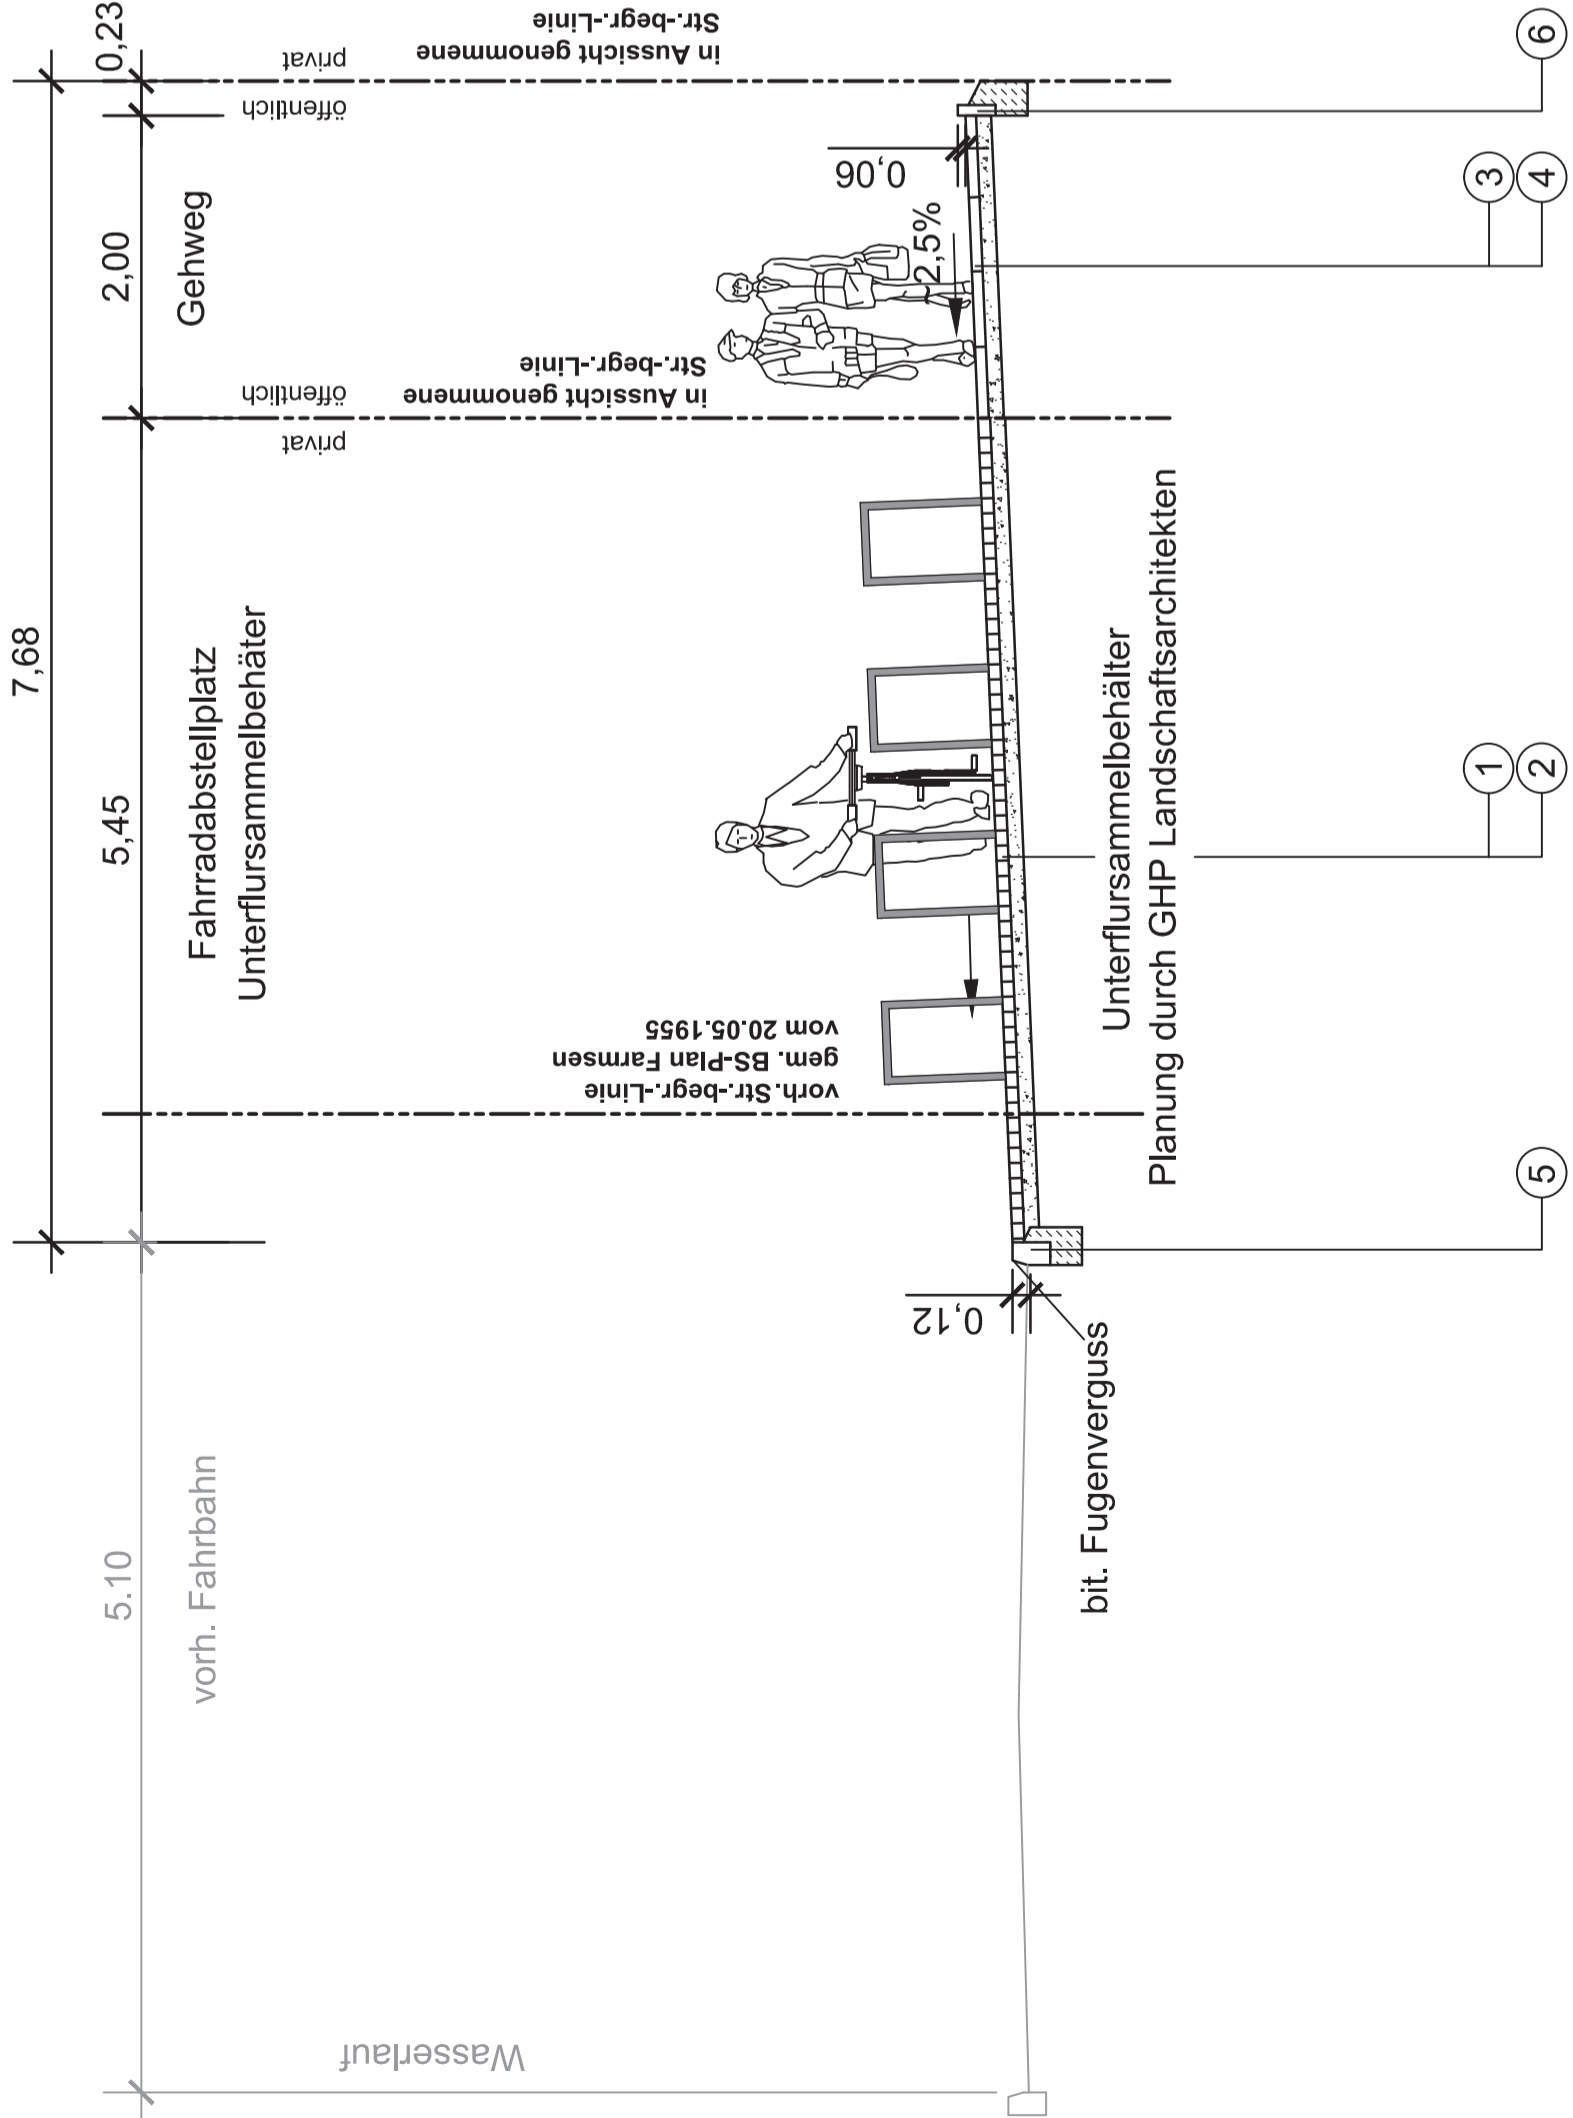 7,68
5.10
5,45
2,00
0,23
vorh. Fahrbahn
Fahrradabstellplatz
Unterflursammelbehäter
Gehweg
Wasserlauf
privat
öffentlich
öffentlich
privat
vorh.Str.-begr.-Linie
gem. BS-Plan Farmsen
vom 20.05.1955
in Aussicht genommene
Str.-begr.-Linie
in Aussicht genommene
Str.-begr.-Linie
0,12
2,5%
0,06
bit. Fugenverguss
Unterflursammelbehälter
Planung durch GHP Landschaftsarchitekten
1
2
3
4
5
6